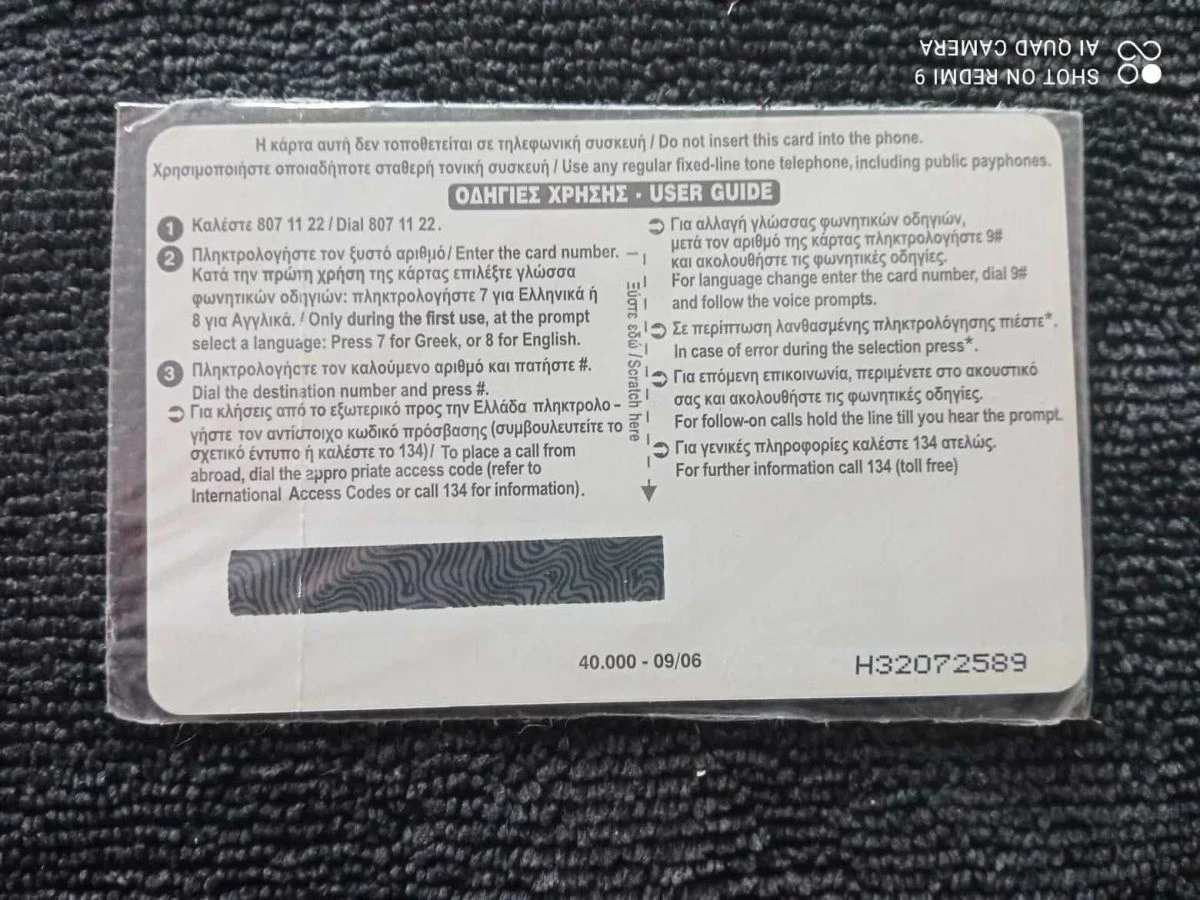 Η κάρτα αυτή δεν τοποθετείται σε τηλεφωνική συσκευή / Do not insert this card into the phone.
Χρησιμοποιήστε οποιαδήποτε σταθερή τονική συσκευή / Use any regular fixed-line tone telephone, including public payphones.
ΟΔΗΓΙΕΣ ΧΡΗΣΗΣ · USER GUIDE
1 Καλέστε 807 11 22 / Dial 807 11 22.
2 Πληκτρολογήστε τον ξυστό αριθμό/ Enter the card number.
Κατά την πρώτη χρήση της κάρτας επιλέξτε γλώσσα
φωνητικών οδηγιών: πληκτρολογήστε 7 για Ελληνικά ή
8 για Αγγλικά. / Only during the first use, at the prompt
select a language: Press 7 for Greek, or 8 for English.
3 Πληκτρολογήστε τον καλούμενο αριθμό και πατήστε #.
Dial the destination number and press #.
➲ Για κλήσεις από το εξωτερικό προς την Ελλάδα πληκτρολο –
γήστε τον αντίστοιχο κωδικό πρόσβασης (συμβουλευτείτε το
σχετικό έντυπο ή καλέστε το 134)/ To place a call from
abroad, dial the appro priate access code (refer to
International Access Codes or call 134 for information).
Ξύστε εδώ / Scratch here
➲ Για αλλαγή γλώσσας φωνητικών οδηγιών,
μετά τον αριθμό της κάρτας πληκτρολογήστε 9#
και ακολουθήστε τις φωνητικές οδηγίες.
For language change enter the card number, dial 9#
and follow the voice prompts.
➲ Σε περίπτωση λανθασμένης πληκτρολόγησης πιέστε*.
In case of error during the selection press*.
➲ Για επόμενη επικοινωνία, περιμένετε στο ακουστικό
σας και ακολουθήστε τις φωνητικές οδηγίες.
For follow-on calls hold the line till you hear the prompt.
➲ Για γενικές πληροφορίες καλέστε 134 ατελώς.
For further information call 134 (toll free)
40.000 - 09/06
H32072589
SHOT ON REDMI 9
AI QUAD CAMERA